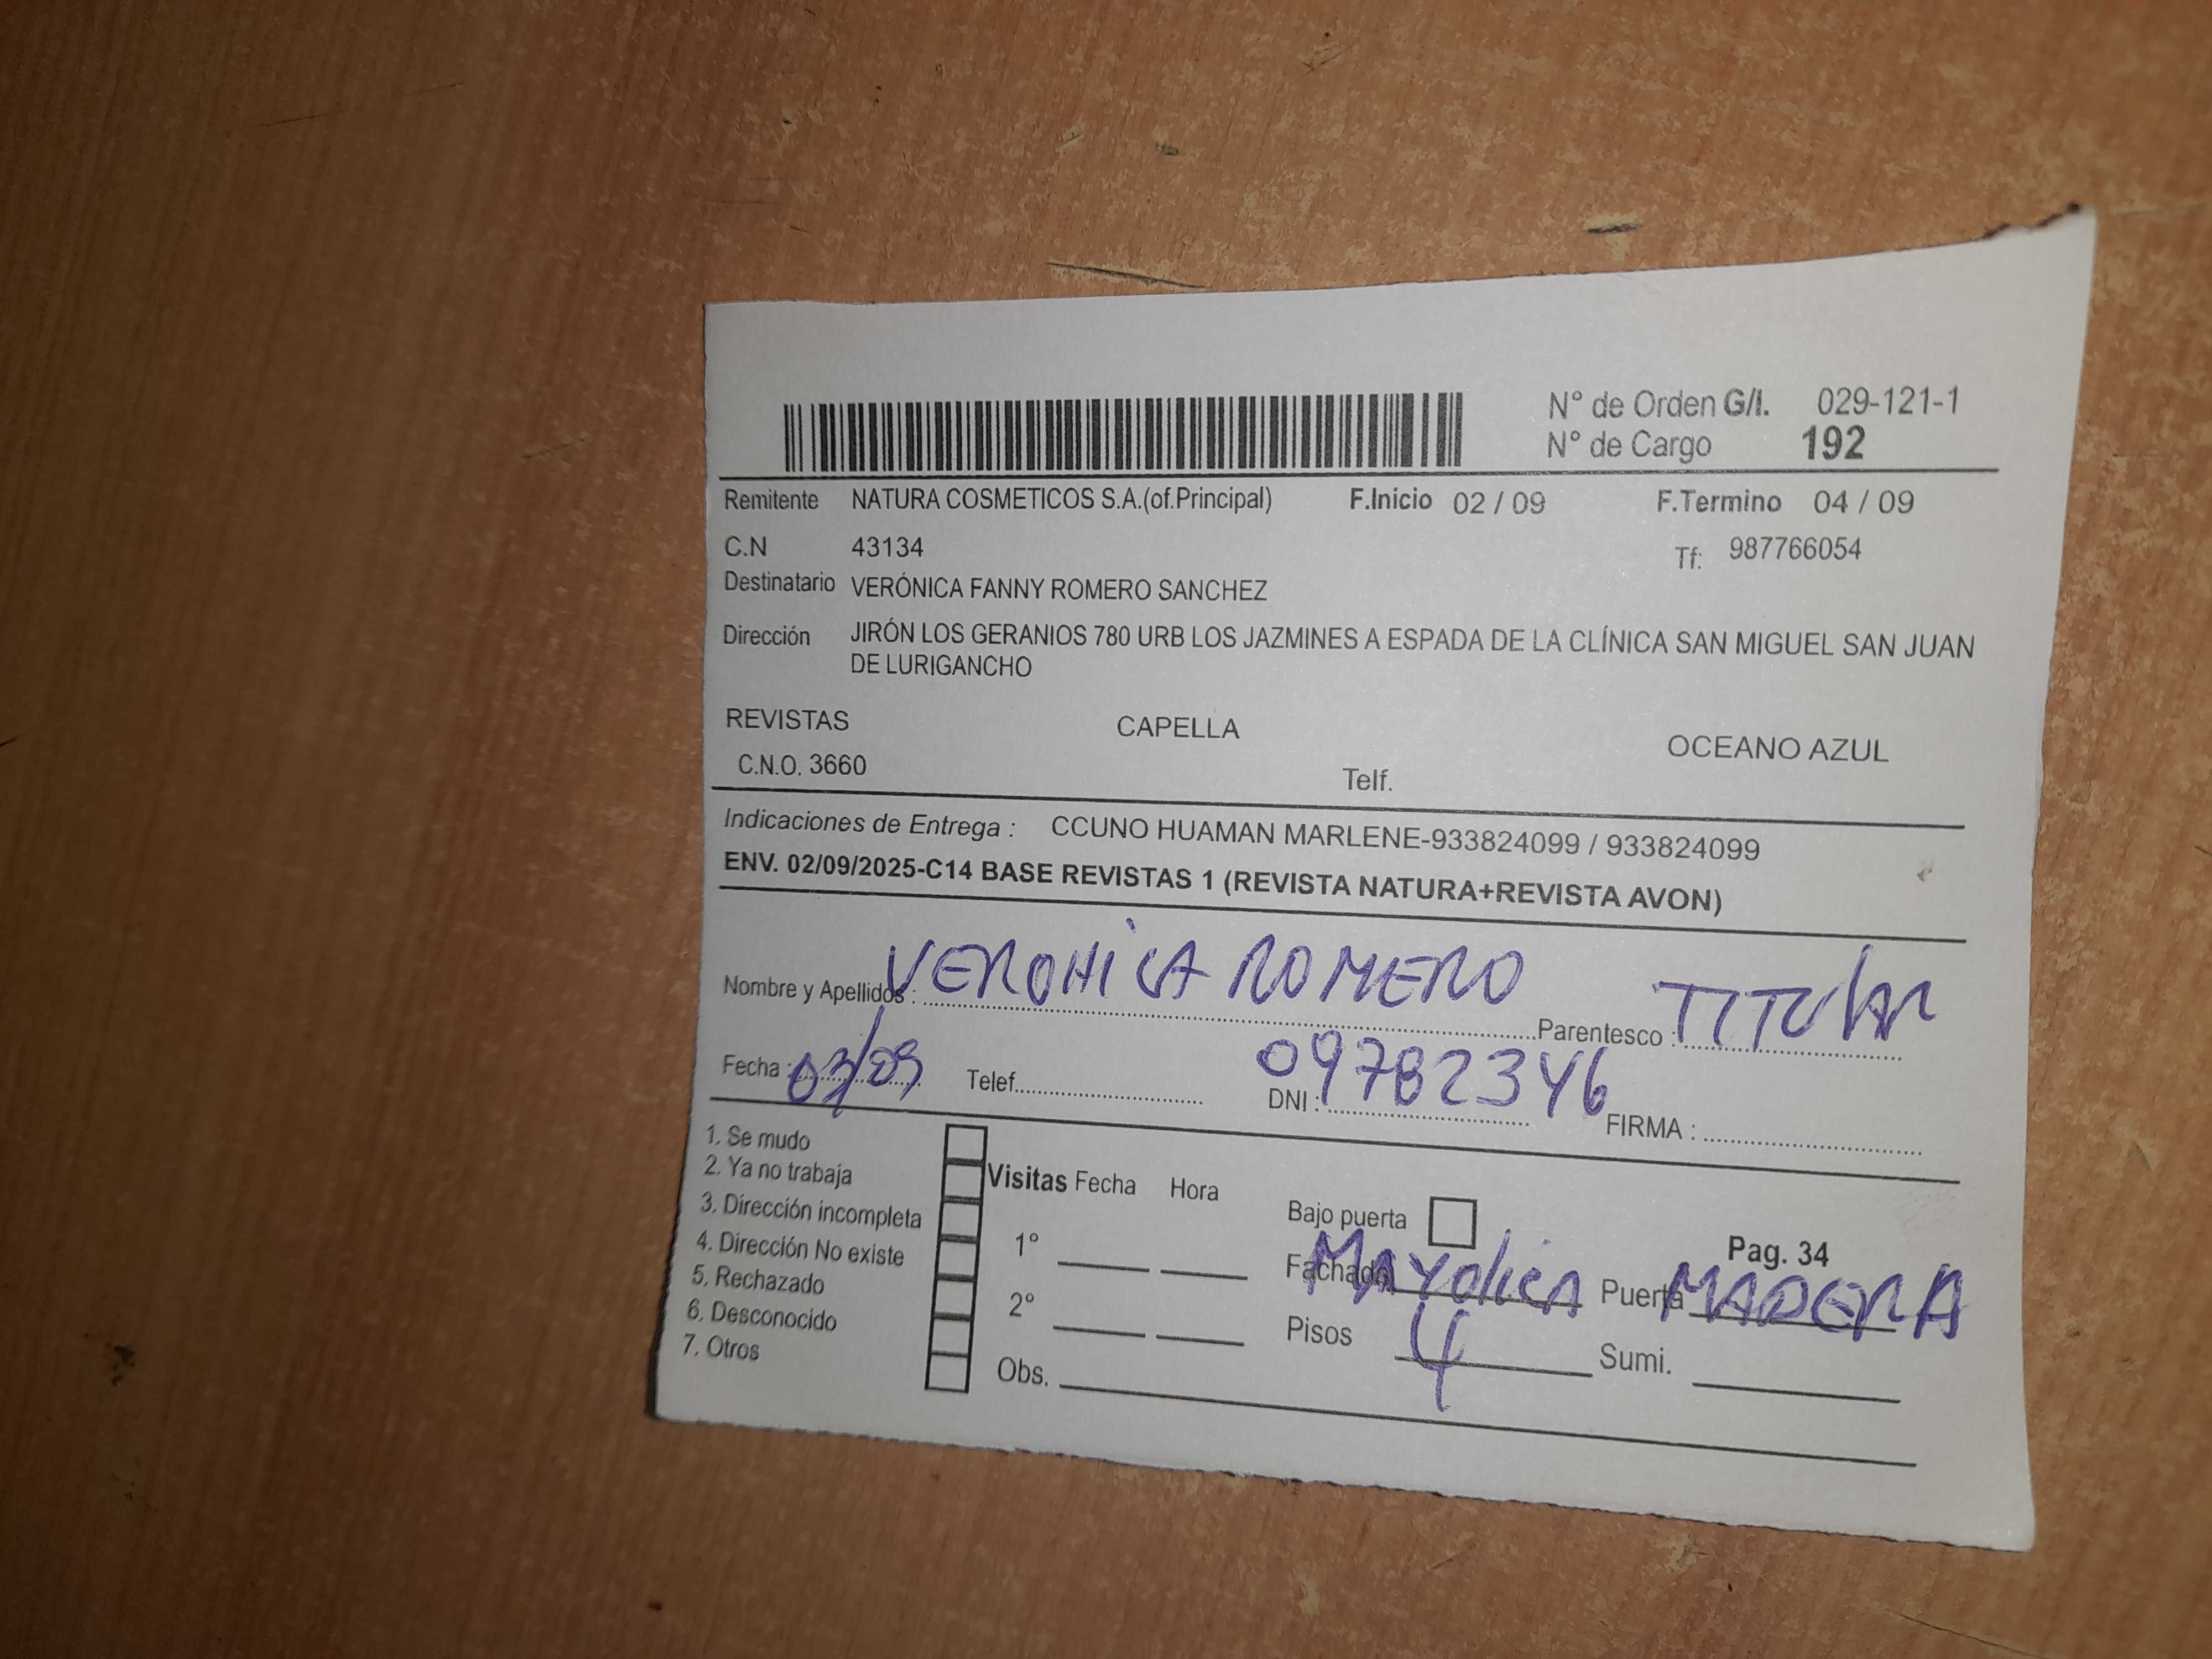 N° de Orden G/I. 029-121-1
N° de Cargo 192
Remitente NATURA COSMETICOS S.A.(of.Principal) F.Inicio 02 / 09 F.Termino 04 / 09
C.N 43134 Tf: 987766054
Destinatario VERÓNICA FANNY ROMERO SANCHEZ
Dirección JIRÓN LOS GERANIOS 780 URB LOS JAZMINES A ESPADA DE LA CLÍNICA SAN MIGUEL SAN JUAN
DE LURIGANCHO
REVISTAS CAPELLA OCEANO AZUL
C.N.O. 3660 Telf.
Indicaciones de Entrega : CCUNO HUAMAN MARLENE-933824099 / 933824099
ENV. 02/09/2025-C14 BASE REVISTAS 1 (REVISTA NATURA+REVISTA AVON)
Nombre y Apellidos : VERONICA ROMERO Parentesco : TITULAR
Fecha : 03/09 Telef. DNI : 09782346 FIRMA :
1. Se mudo
2. Ya no trabaja Visitas Fecha Hora Bajo puerta
3. Dirección incompleta 1° Pag. 34
4. Dirección No existe Fachada MAYOLICA Puerta MADERA
5. Rechazado 2°
6. Desconocido Pisos 4 Sumi.
7. Otros Obs.